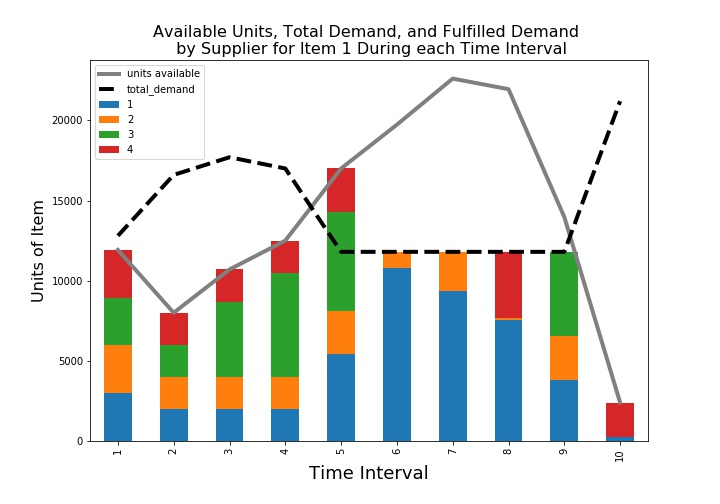 Available Units, Total Demand, and Fulfilled Demand
by Supplier for Item 1 During each Time Interval
units available
total_demand
1
2
3
4
20000
15000
10000
5000
0
Units of Item
1 2 3 4 5 6 7 8 9 10
Time Interval